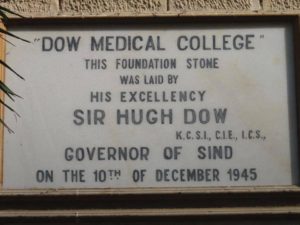 "DOW MEDICAL COLLEGE"
THIS FOUNDATION STONE
WAS LAID BY
HIS EXCELLENCY
SIR HUGH DOW
K.C.S.I., C.I.E., I.C.S.,
GOVERNOR OF SIND
ON THE 10TH OF DECEMBER 1945